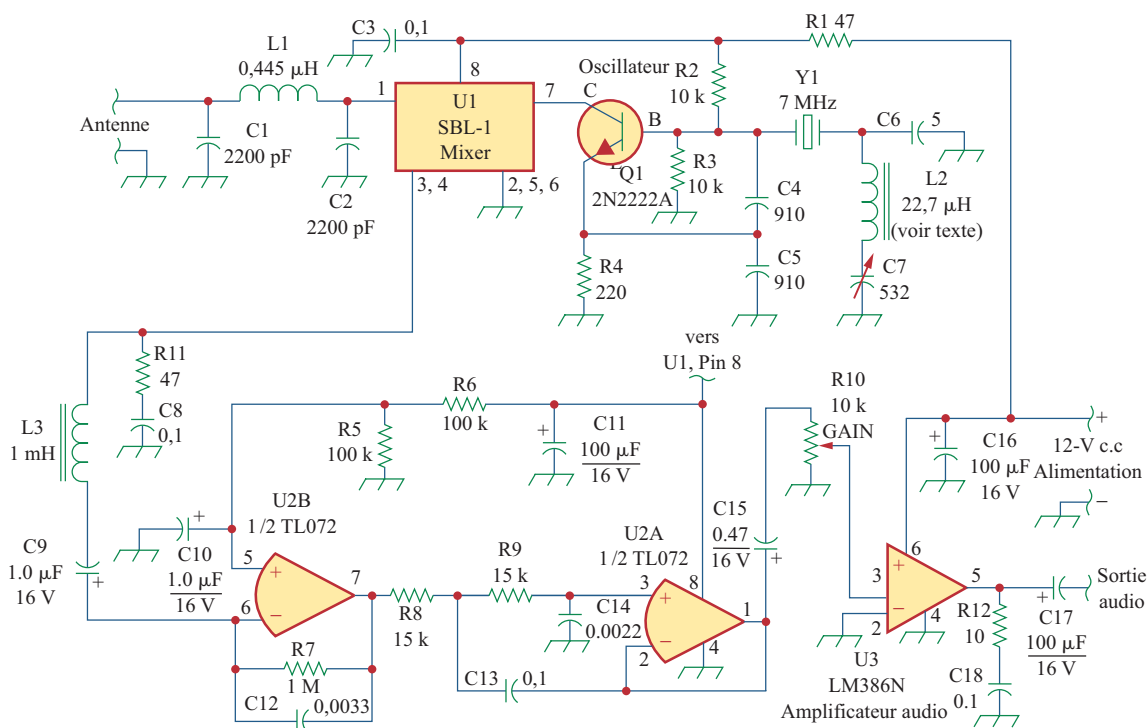 C3
0,1
R1 47
L1
0,445 µH
8
1
U1
SBL-1
Mixer
7
Oscillateur
C
B
E
Q1
2N2222A
R2
10 k
R3
10 k
Y1
7 MHz
C6
5
Antenne
C1
2200 pF
C2
2200 pF
3, 4
2, 5, 6
C4
910
L2
22,7 µH
(voir texte)
R4
220
C5
910
C7
532
vers
U1, Pin 8
R11
47
C8
0,1
L3
1 mH
R6
100 k
R5
100 k
C11
100 µF
16 V
R10
10 k
GAIN
C16
100 µF
16 V
+
12-V c.c
Alimentation
−
U2B
1/2 TL072
+
C10
1.0 µF
16 V
C9
1.0 µF
16 V
+
5
+
6
−
7
R8
15 k
R9
15 k
U2A
1/2 TL072
C14
0.0022
3
+
8
1
−
2
4
C15
0.47
16 V
+
R7
1 M
C12
0,0033
C13
0,1
6
3
+
5
−
2
4
U3
LM386N
Amplificateur audio
R12
10
C18
0.1
+
C17
100 µF
16 V
Sortie
audio
+
+